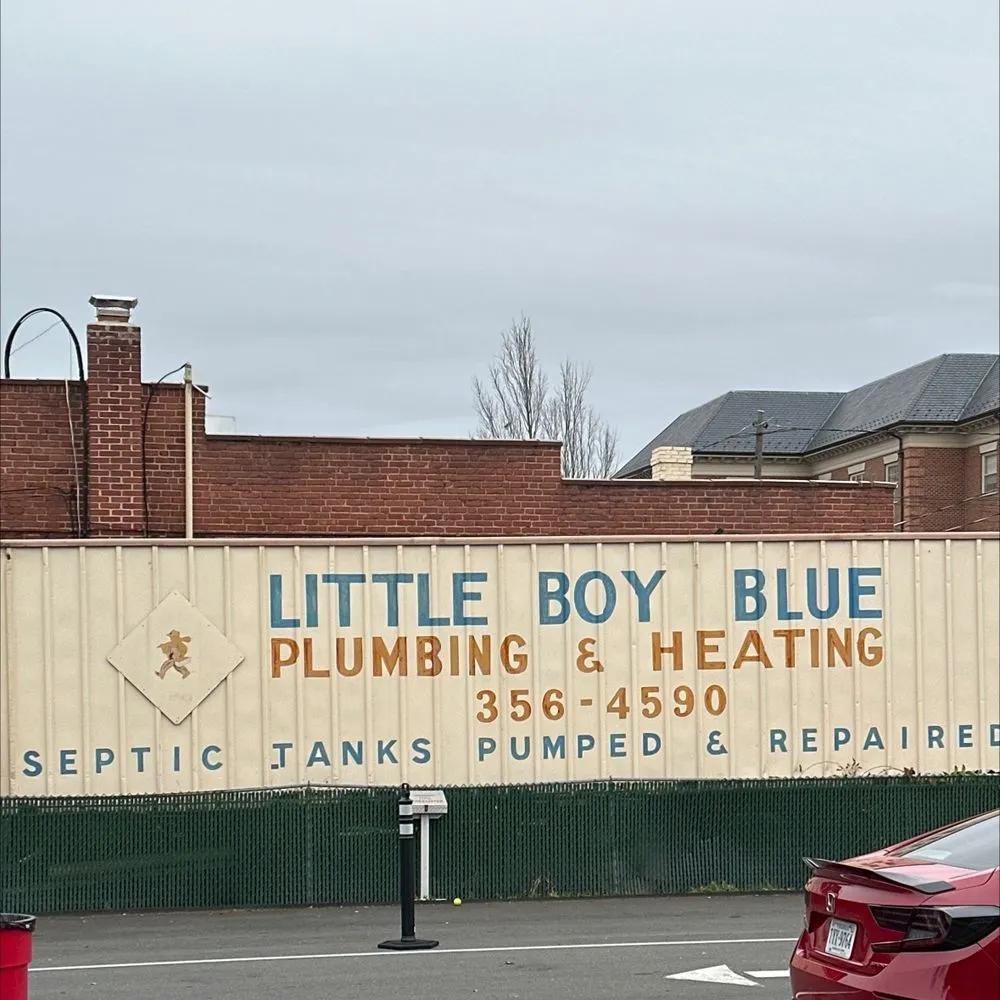 LITTLE BOY BLUE
PLUMBING & HEATING
356-4590
SEPTIC TANKS PUMPED & REPAIRED